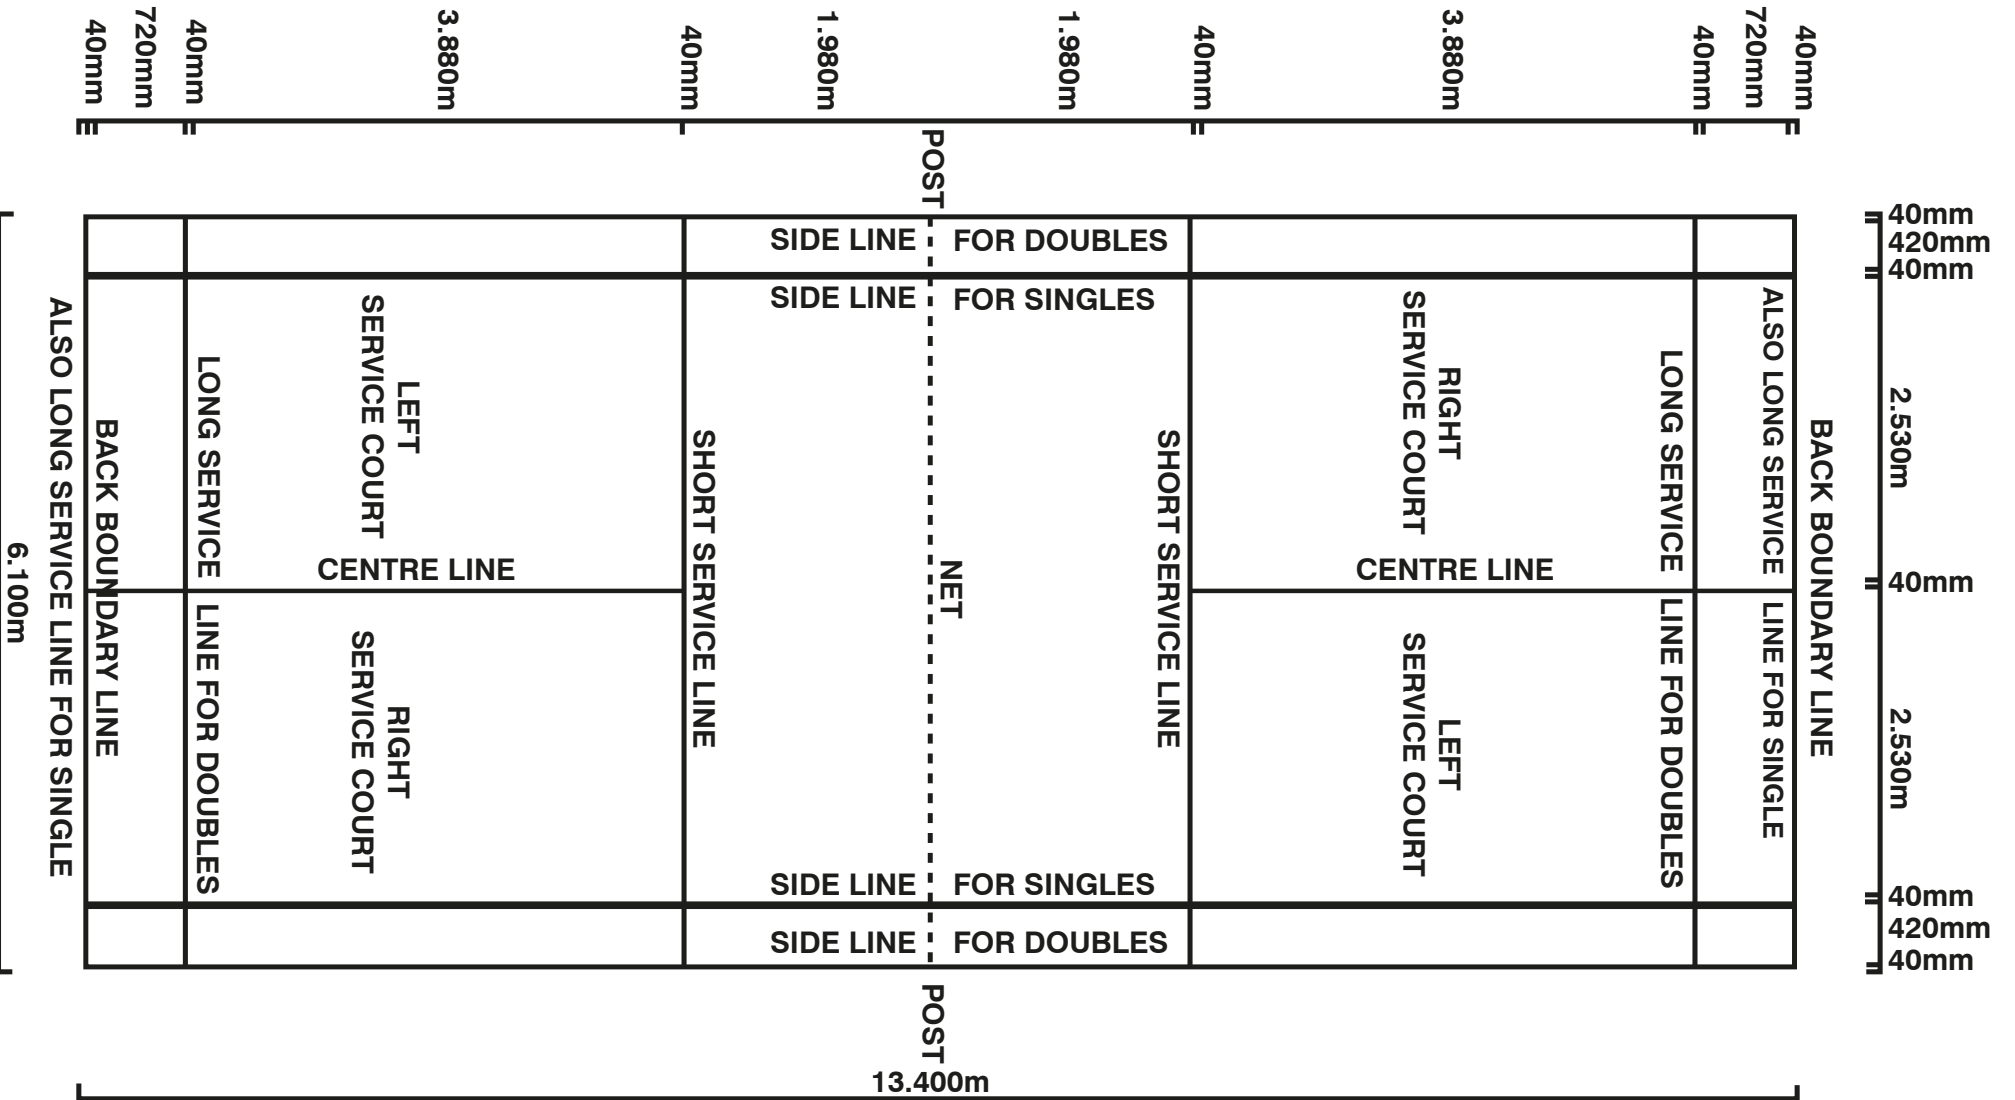 40mm
720mm
40mm
3.880m
40mm
1.980m
1.980m
40mm
3.880m
40mm
720mm
40mm
POST
SIDE LINE FOR DOUBLES
SIDE LINE FOR SINGLES
40mm
420mm
40mm
2.530m
40mm
2.530m
40mm
420mm
40mm
6.100m
ALSO LONG SERVICE LINE FOR SINGLE
BACK BOUNDARY LINE
LONG SERVICE LINE FOR DOUBLES
LEFT
SERVICE COURT
CENTRE LINE
RIGHT
SERVICE COURT
SHORT SERVICE LINE
NET
SHORT SERVICE LINE
RIGHT
SERVICE COURT
CENTRE LINE
LEFT
SERVICE COURT
LONG SERVICE LINE FOR DOUBLES
ALSO LONG SERVICE LINE FOR SINGLE
BACK BOUNDARY LINE
SIDE LINE FOR SINGLES
SIDE LINE FOR DOUBLES
POST
13.400m